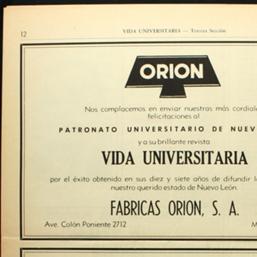 12
VIDA UNIVERSITARIA — Tercera Sección
ORION
Nos complacemos en enviar nuestras más cordiale
felicitaciones al
PATRONATO UNIVERSITARIO DE NUEV
y a su brillante revista
VIDA UNIVERSITARIA
por el éxito obtenido en sus diez y siete años de difundir l
nuestro querido estado de Nuevo León.
FABRICAS ORION, S. A.
Ave. Colón Poniente 2712 M